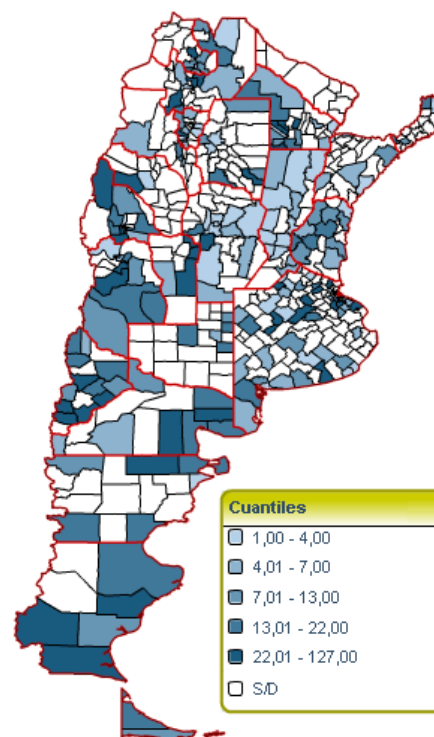 Cuantiles
1,00 - 4,00
4,01 - 7,00
7,01 - 13,00
13,01 - 22,00
22,01 - 127,00
S/D